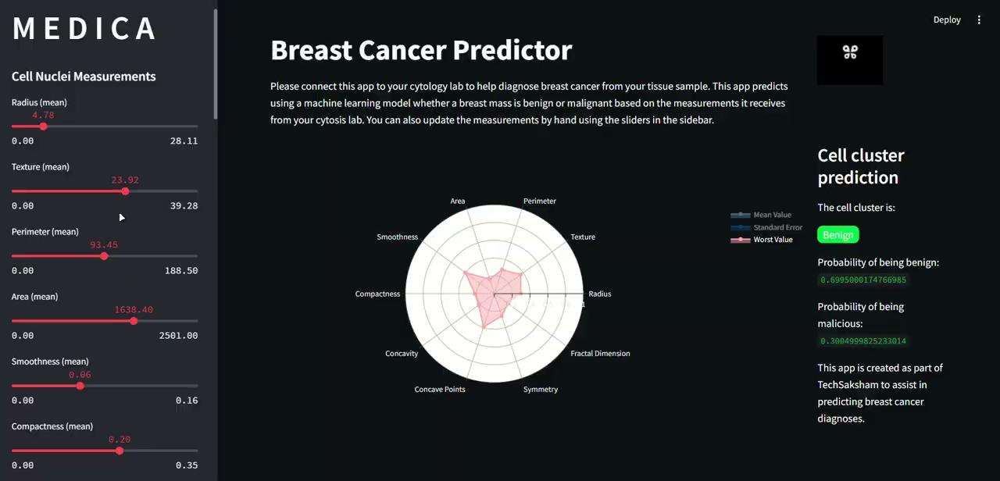 MEDICA
Cell Nuclei Measurements
Radius (mean)
4.78
0.00 28.11
Texture (mean)
23.92
0.00 39.28
Perimeter (mean)
93.45
0.00 188.50
Area (mean)
1638.40
0.00 2501.00
Smoothness (mean)
0.06
0.00 0.16
Compactness (mean)
0.20
0.00 0.35
Deploy
Breast Cancer Predictor
Please connect this app to your cytology lab to help diagnose breast cancer from your tissue sample. This app predicts
using a machine learning model whether a breast mass is benign or malignant based on the measurements it receives
from your cytosis lab. You can also update the measurements by hand using the sliders in the sidebar.
Area
Perimeter
Smoothness
Texture
Compactness
Radius
Concavity
Fractal Dimension
Concave Points
Symmetry
Mean Value
Standard Error
Worst Value
Cell cluster
prediction
The cell cluster is:
Benign
Probability of being benign:
0.6995000174766985
Probability of being
malicious:
0.3004999825233014
This app is created as part of
TechSaksham to assist in
predicting breast cancer
diagnoses.